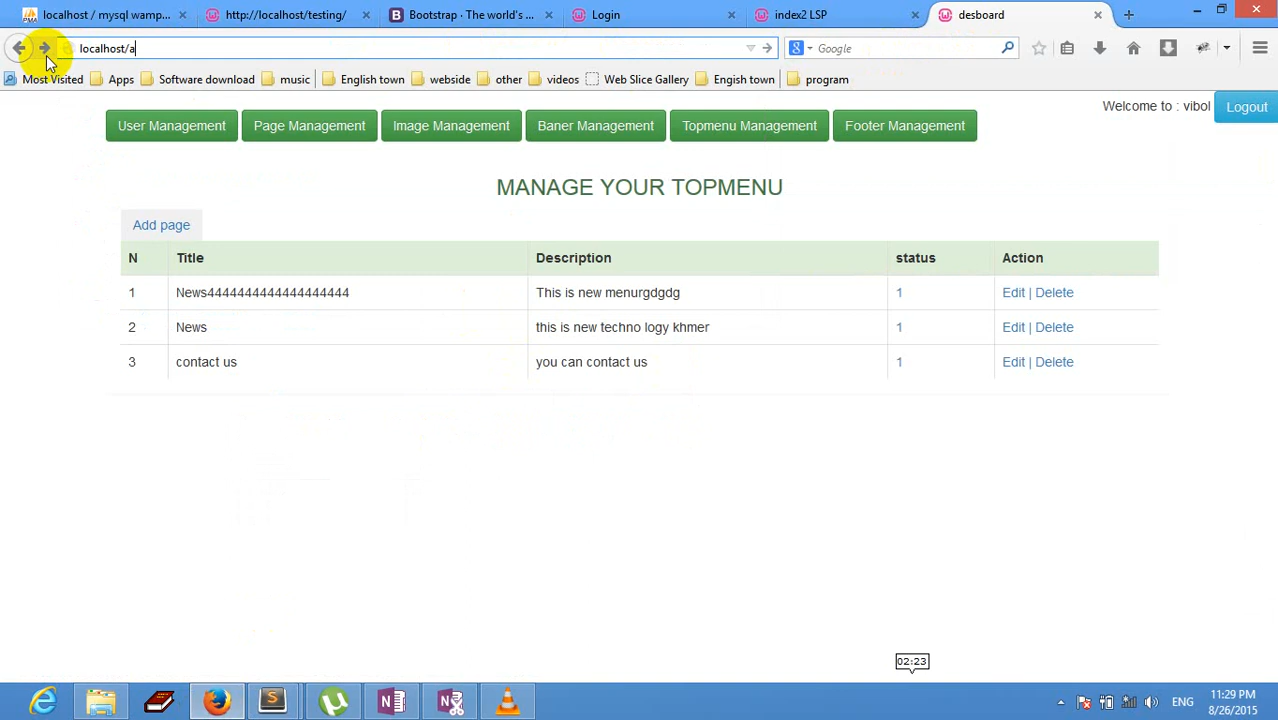 localhost / mysql wamp...
http://localhost/testing/
Bootstrap · The world's ...
Login
index2 LSP
desboard
localhost/a
Google
Most Visited
Apps
Software download
music
English town
webside
other
videos
Web Slice Gallery
Engish town
program
Welcome to : vibol
Logout
User Management
Page Management
Image Management
Baner Management
Topmenu Management
Footer Management
MANAGE YOUR TOPMENU
Add page
N Title Description status Action
1 News4444444444444444444 This is new menurgdgdg 1 Edit | Delete
2 News this is new techno logy khmer 1 Edit | Delete
3 contact us you can contact us 1 Edit | Delete
02:23
ENG
11:29 PM
8/26/2015